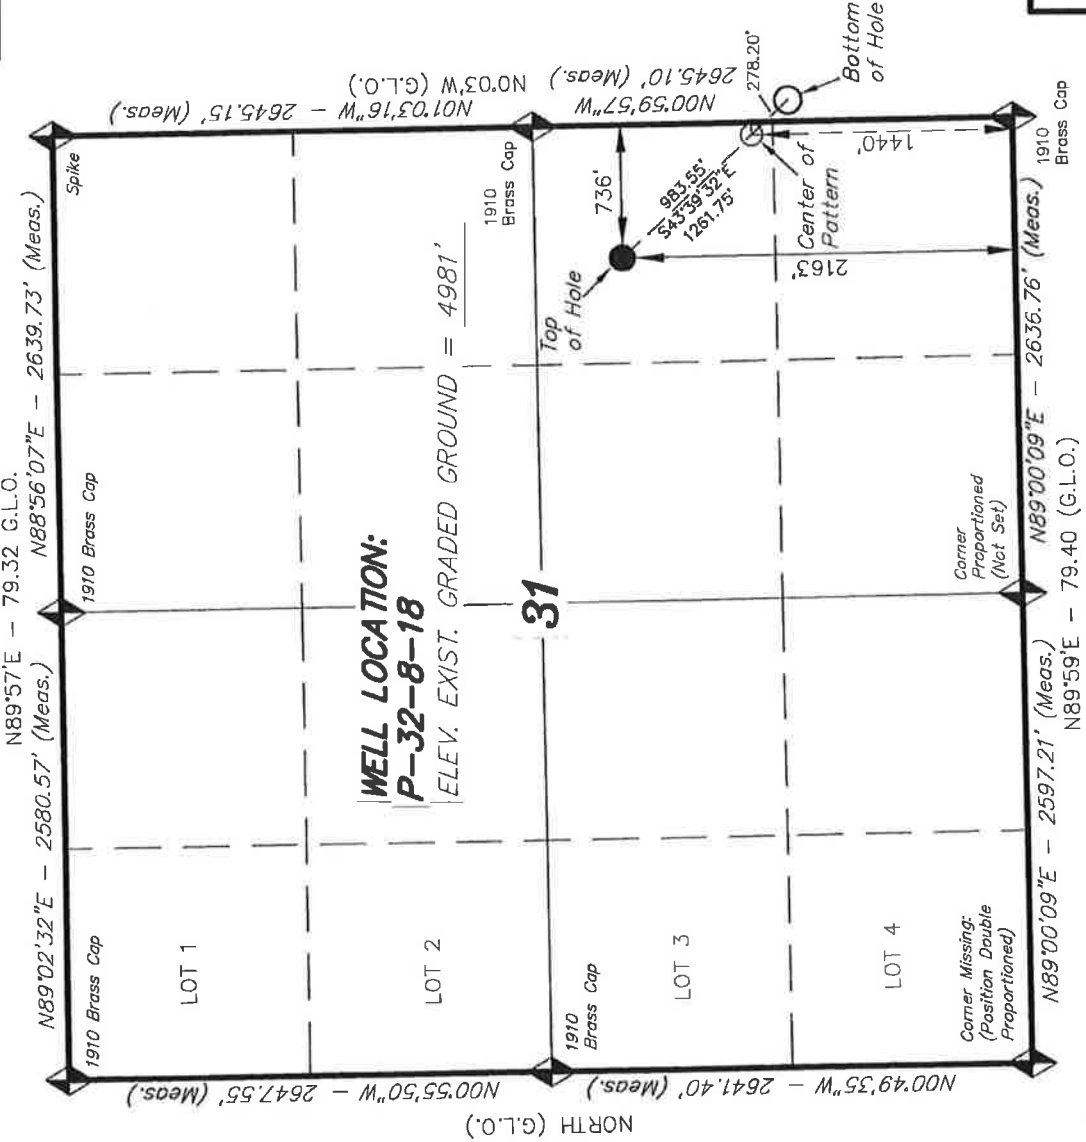 N89°57'E - 79.32 G.L.O.
N89°02'32"E - 2580.57' (Meas.)
N88°56'07"E - 2639.73' (Meas.)
1910 Brass Cap
1910 Brass Cap
Spike
LOT 1
N00°55'50"W - 2647.55' (Meas.)
N01°03'16"W - 2645.15' (Meas.)
N0°03'W (G.L.O.)
WELL LOCATION:
P-32-8-18
ELEV. EXIST. GRADED GROUND = 4981'
LOT 2
1910
Brass Cap
1910
Brass Cap
31
NORTH (G.L.O.)
N00°59'57"W
2645.10' (Meas.)
736'
Top
of Hole
983.55'
S43°39'32"E
1261.75'
278.20'
Bottom
of Hole
Center of
Pattern
2163'
1440'
LOT 3
LOT 4
N00°49'35"W - 2641.40' (Meas.)
Corner Missing:
(Position Double
Proportioned)
Corner
Proportioned
(Not Set)
1910
Brass Cap
N89°00'09"E - 2597.21' (Meas.)
N89°00'09"E - 2636.76' (Meas.)
N89°59'E - 79.40 (G.L.O.)